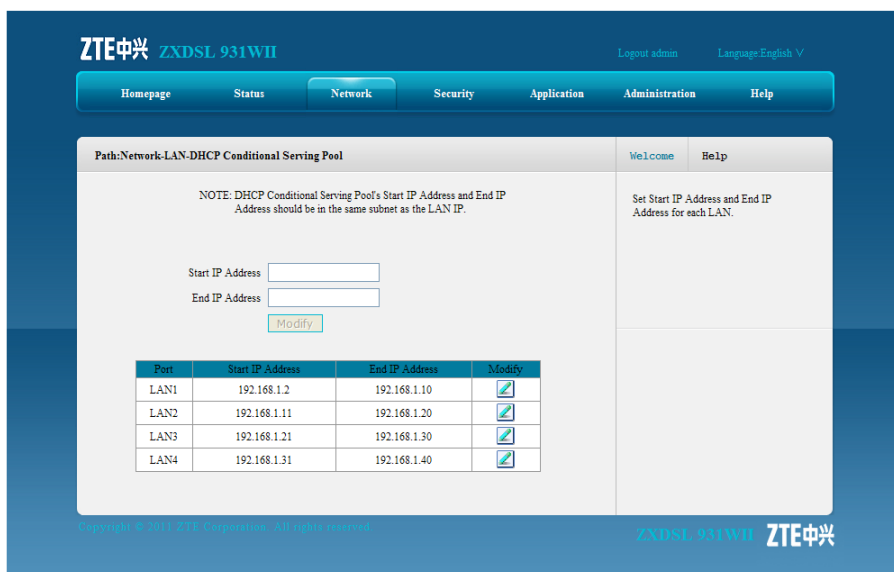 ZTE中兴 ZXDSL 931WII
Logout admin Language:English
Homepage Status Network Security Application Administration Help
Path:Network-LAN-DHCP Conditional Serving Pool
Welcome Help
NOTE: DHCP Conditional Serving Pool's Start IP Address and End IP
Address should be in the same subnet as the LAN IP.
Set Start IP Address and End IP
Address for each LAN.
Start IP Address
End IP Address
Modify
Port Start IP Address End IP Address Modify
LAN1 192.168.1.2 192.168.1.10
LAN2 192.168.1.11 192.168.1.20
LAN3 192.168.1.21 192.168.1.30
LAN4 192.168.1.31 192.168.1.40
Copyright © 2011 ZTE Corporation. All rights reserved.
ZXDSL 931WII ZTE中兴